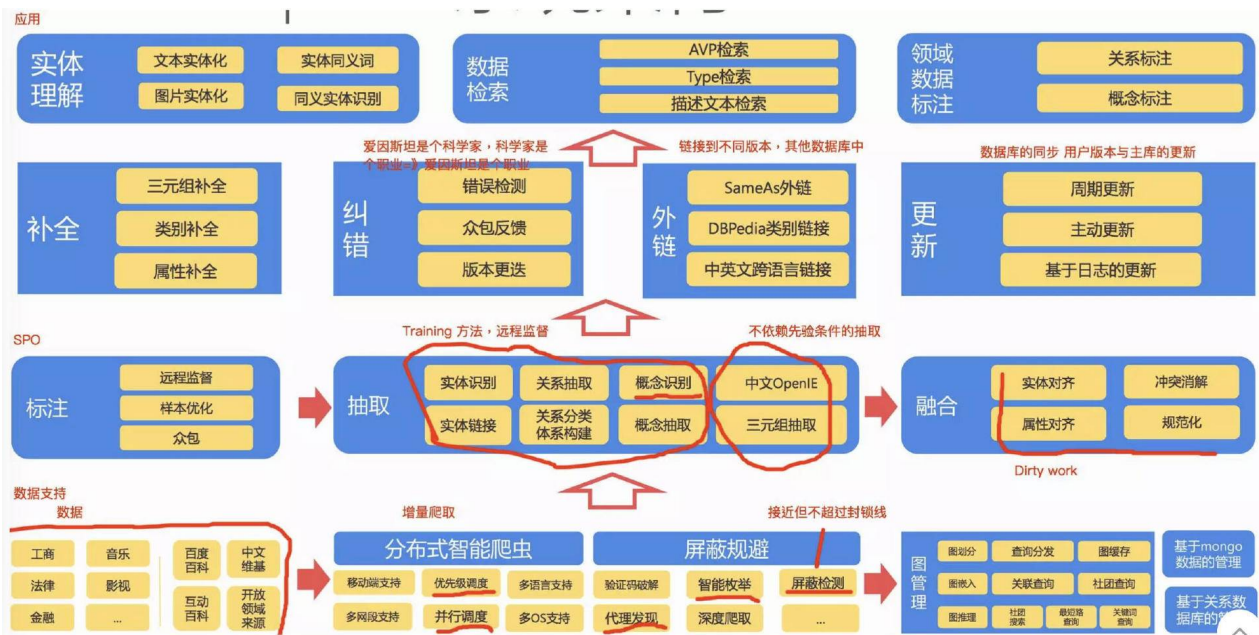 应用
实体
理解
文本实体化
实体同义词
图片实体化
同义实体识别
数据
检索
AVP检索
Type检索
描述文本检索
领域
数据
标注
关系标注
概念标注
爱因斯坦是个科学家，科学家是
个职业=》爱因斯坦是个职业
链接到不同版本，其他数据库中
数据库的同步 用户版本与主库的更新
补全
三元组补全
类别补全
属性补全
纠错
错误检测
众包反馈
版本更迭
外链
SameAs外链
DBPedia类别链接
中英文跨语言链接
更新
周期更新
主动更新
基于日志的更新
SPO
Training 方法，远程监督
不依赖先验条件的抽取
标注
远程监督
样本优化
众包
抽取
实体识别
关系抽取
概念识别
中文OpenIE
实体链接
关系分类
体系构建
概念抽取
三元组抽取
融合
实体对齐
冲突消解
属性对齐
规范化
Dirty work
数据支持
数据
增量爬取
接近但不超过封锁线
工商
音乐
百度
百科
中文
维基
法律
影视
金融
...
互动
百科
开放
领域
来源
分布式智能爬虫
移动端支持
优先级调度
多语言支持
多网段支持
并行调度
多OS支持
屏蔽规避
验证码破解
智能枚举
屏蔽检测
代理发现
深度爬取
...
图管理
图划分
查询分发
图缓存
图嵌入
关联查询
社团查询
图推理
社团
搜索
最短路
查询
关键词
查询
基于mongo
数据的管理
基于关系数
据库的